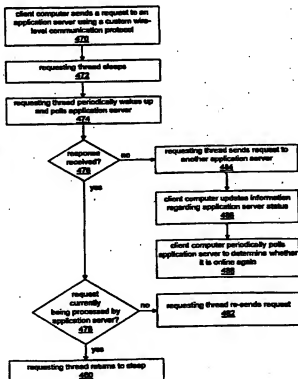 client computer sends a request to an
application server using a custom wire-
level communication protocol
470
requesting thread sleeps
472
requesting thread periodically wakes up
and polls application server
474
response
received?
476
no
yes
requesting thread sends request to
another application server
484
client computer updates information
regarding application server status
486
client computer periodically polls
application server to determine whether
it is online again
488
request
currently
being processed by
application server?
478
no
yes
requesting thread re-sends request
482
requesting thread returns to sleep
480